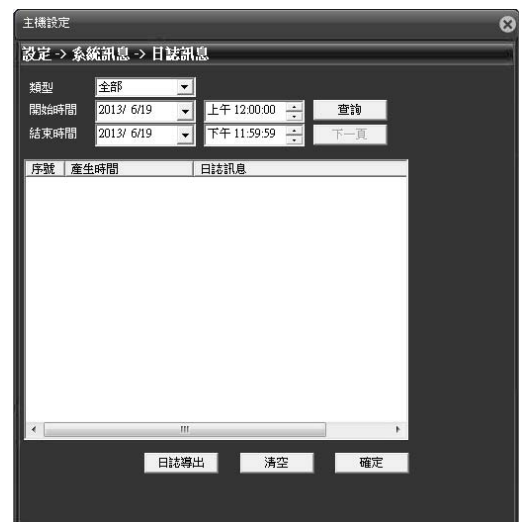 主機設定
設定 -> 系統訊息 -> 日誌訊息
類型 全部
開始時間 2013/ 6/19 上午 12:00:00 查詢
結束時間 2013/ 6/19 下午 11:59:59 下一頁
序號 產生時間 日誌訊息
日誌導出 清空 確定